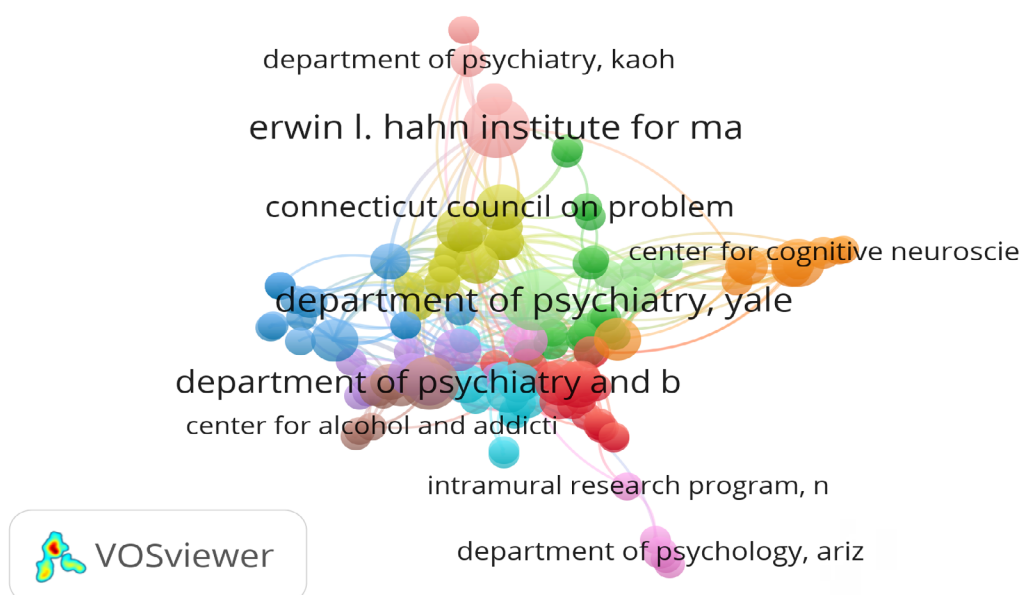 department of psychiatry, kaoh
erwin l. hahn institute for ma
connecticut council on problem
center for cognitive neuroscie
department of psychiatry, yale
department of psychiatry and b
center for alcohol and addicti
intramural research program, n
department of psychology, ariz
VOSviewer